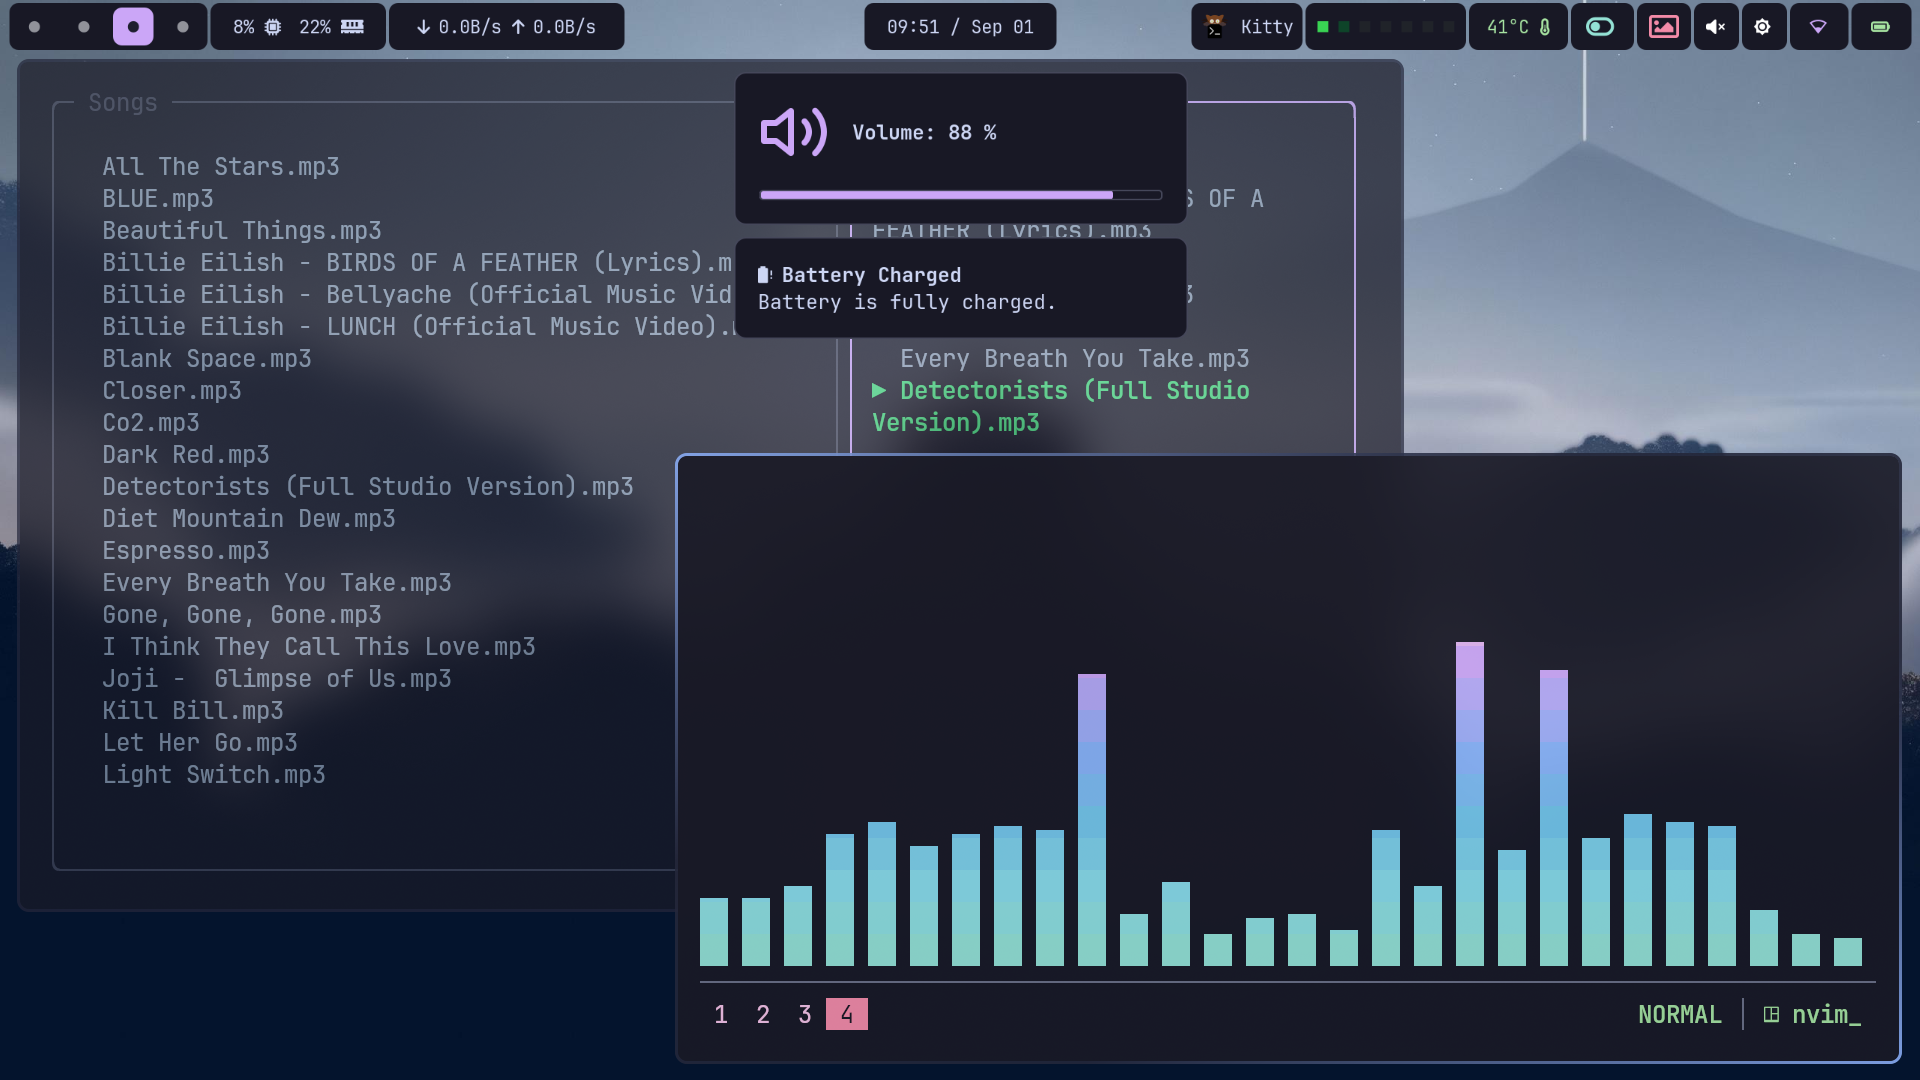 8% 22% 0.0B/s 0.0B/s 09:51 / Sep 01 Kitty 41°C
Songs
All The Stars.mp3
BLUE.mp3
Beautiful Things.mp3
Billie Eilish - BIRDS OF A FEATHER (Lyrics).m
Billie Eilish - Bellyache (Official Music Vid
Billie Eilish - LUNCH (Official Music Video).
Blank Space.mp3
Closer.mp3
Co2.mp3
Dark Red.mp3
Detectorists (Full Studio Version).mp3
Diet Mountain Dew.mp3
Espresso.mp3
Every Breath You Take.mp3
Gone, Gone, Gone.mp3
I Think They Call This Love.mp3
Joji -  Glimpse of Us.mp3
Kill Bill.mp3
Let Her Go.mp3
Light Switch.mp3
Volume: 88 %
S OF A
FEATHER (Lyrics).mp3
Battery Charged
Battery is fully charged.
3
Every Breath You Take.mp3
▶ Detectorists (Full Studio
Version).mp3
1 2 3 4 NORMAL nvim_